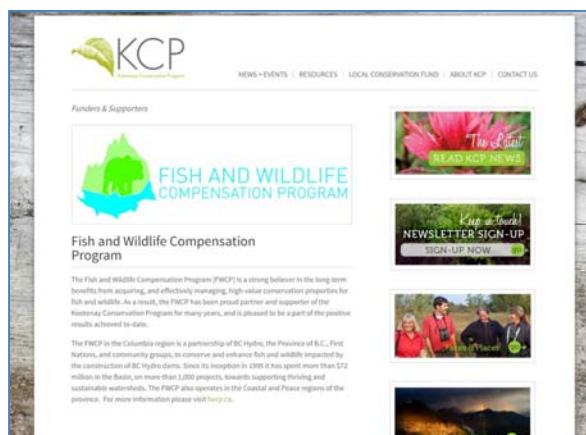 KCP
Kootenay Conservation Program
NEWS + EVENTS | RESOURCES | LOCAL CONSERVATION FUND | ABOUT KCP | CONTACT US
Funders & Supporters
FISH AND WILDLIFE
COMPENSATION PROGRAM
Fish and Wildlife Compensation
Program
The Fish and Wildlife Compensation Program (FWCP) is a strong believer in the long-term
benefits from acquiring, and effectively managing, high-value conservation properties for
fish and wildlife. As a result, the FWCP has been proud partner and supporter of the
Kootenay Conservation Program for many years, and is pleased to be a part of the positive
results achieved to-date.
The FWCP in the Columbia region is a partnership of BC Hydro, the Province of B.C., First
Nations, and community groups, to conserve and enhance fish and wildlife impacted by
the construction of BC Hydro dams. Since its inception in 1995 it has spent more than $72
million in the Basin, on more than 1,000 projects, towards supporting thriving and
sustainable watersheds. The FWCP also operates in the Coastal and Peace regions of the
province. For more information please visit fwcp.ca.
The Latest
READ KCP NEWS
Keep in touch!
NEWSLETTER SIGN-UP
SIGN-UP NOW
Places